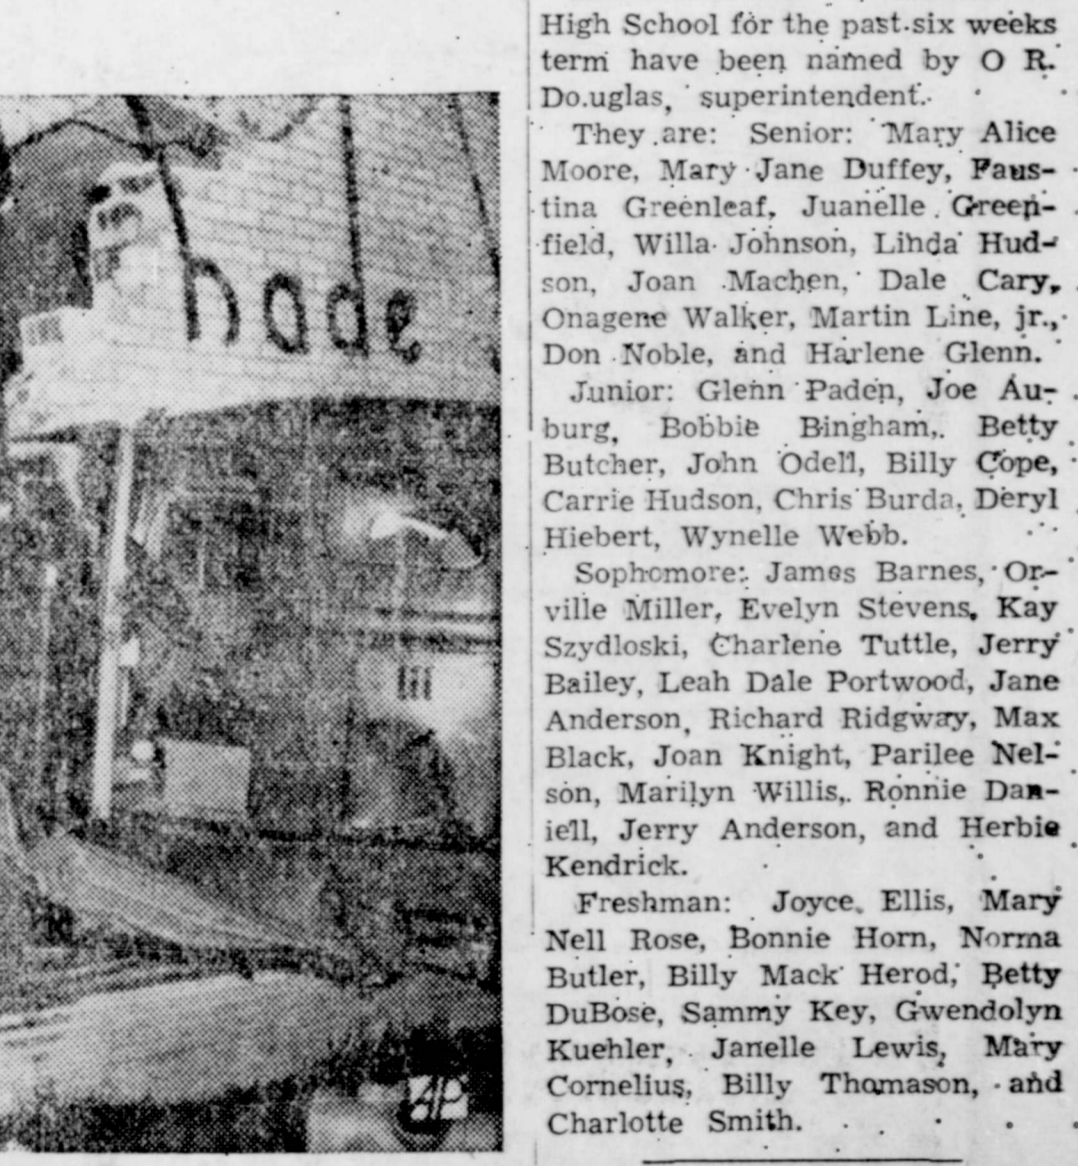 hade
High School for the past six weeks
term have been named by O R.
Douglas, superintendent.
They are: Senior: Mary Alice
Moore, Mary Jane Duffey, Faus-
tina Greenleaf, Juanelle Green-
field, Willa Johnson, Linda Hud-
son, Joan Machen, Dale Cary,
Onagene Walker, Martin Line, jr.,
Don Noble, and Harlene Glenn.
Junior: Glenn Paden, Joe Au-
burg, Bobbie Bingham, Betty
Butcher, John Odell, Billy Cope,
Carrie Hudson, Chris Burda, Deryl
Hiebert, Wynelle Webb.
Sophomore: James Barnes, Or-
ville Miller, Evelyn Stevens, Kay
Szydloski, Charlene Tuttle, Jerry
Bailey, Leah Dale Portwood, Jane
Anderson, Richard Ridgway, Max
Black, Joan Knight, Parilee Nel-
son, Marilyn Willis, Ronnie Dan-
iell, Jerry Anderson, and Herbie
Kendrick.
Freshman: Joyce Ellis, Mary
Nell Rose, Bonnie Horn, Norma
Butler, Billy Mack Herod, Betty
DuBose, Sammy Key, Gwendolyn
Kuehler, Janelle Lewis, Mary
Cornelius, Billy Thomason, and
Charlotte Smith.